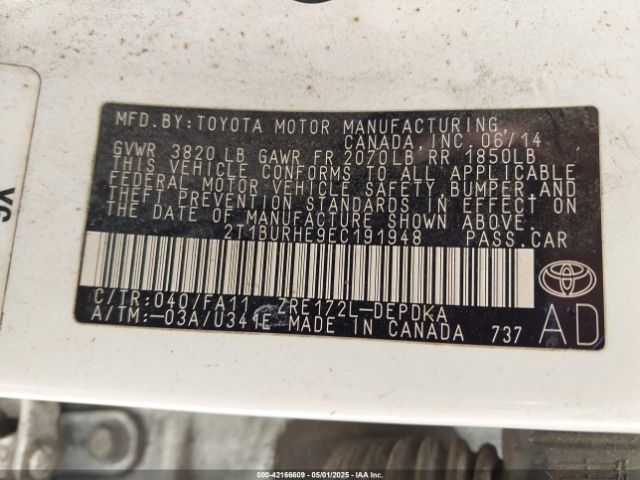 MFD.BY:TOYOTA MOTOR MANUFACTURING,
CANADA, INC. 06/14
GVWR 3820 LB GAWR FR 2070LB RR 1850LB
THIS VEHICLE CONFORMS TO ALL APPLICABLE
FEDERAL MOTOR VEHICLE SAFETY, BUMPER, AND
THEFT PREVENTION STANDARDS IN EFFECT ON
THE DATE OF MANUFACTURE SHOWN ABOVE.
2T1BURHE9EC191948 PASS.CAR
C/TR:040/FA11 ZRE172L-DEPDKA
A/TM:-03A/U341E MADE IN CANADA 737
AD
000-42166609 - 05/01/2025 - IAA Inc.